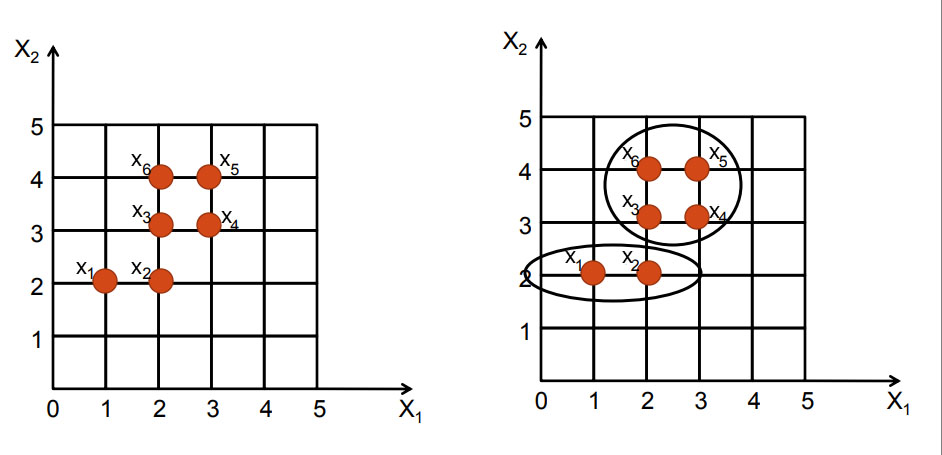 X₂
5
x₆ x₅
4
x₃ x₄
3
x₁ x₂
2
1
0 1 2 3 4 5 X₁
X₂
5
x₆ x₅
4
x₃ x₄
3
x₁ x₂
2
1
0 1 2 3 4 5 X₁